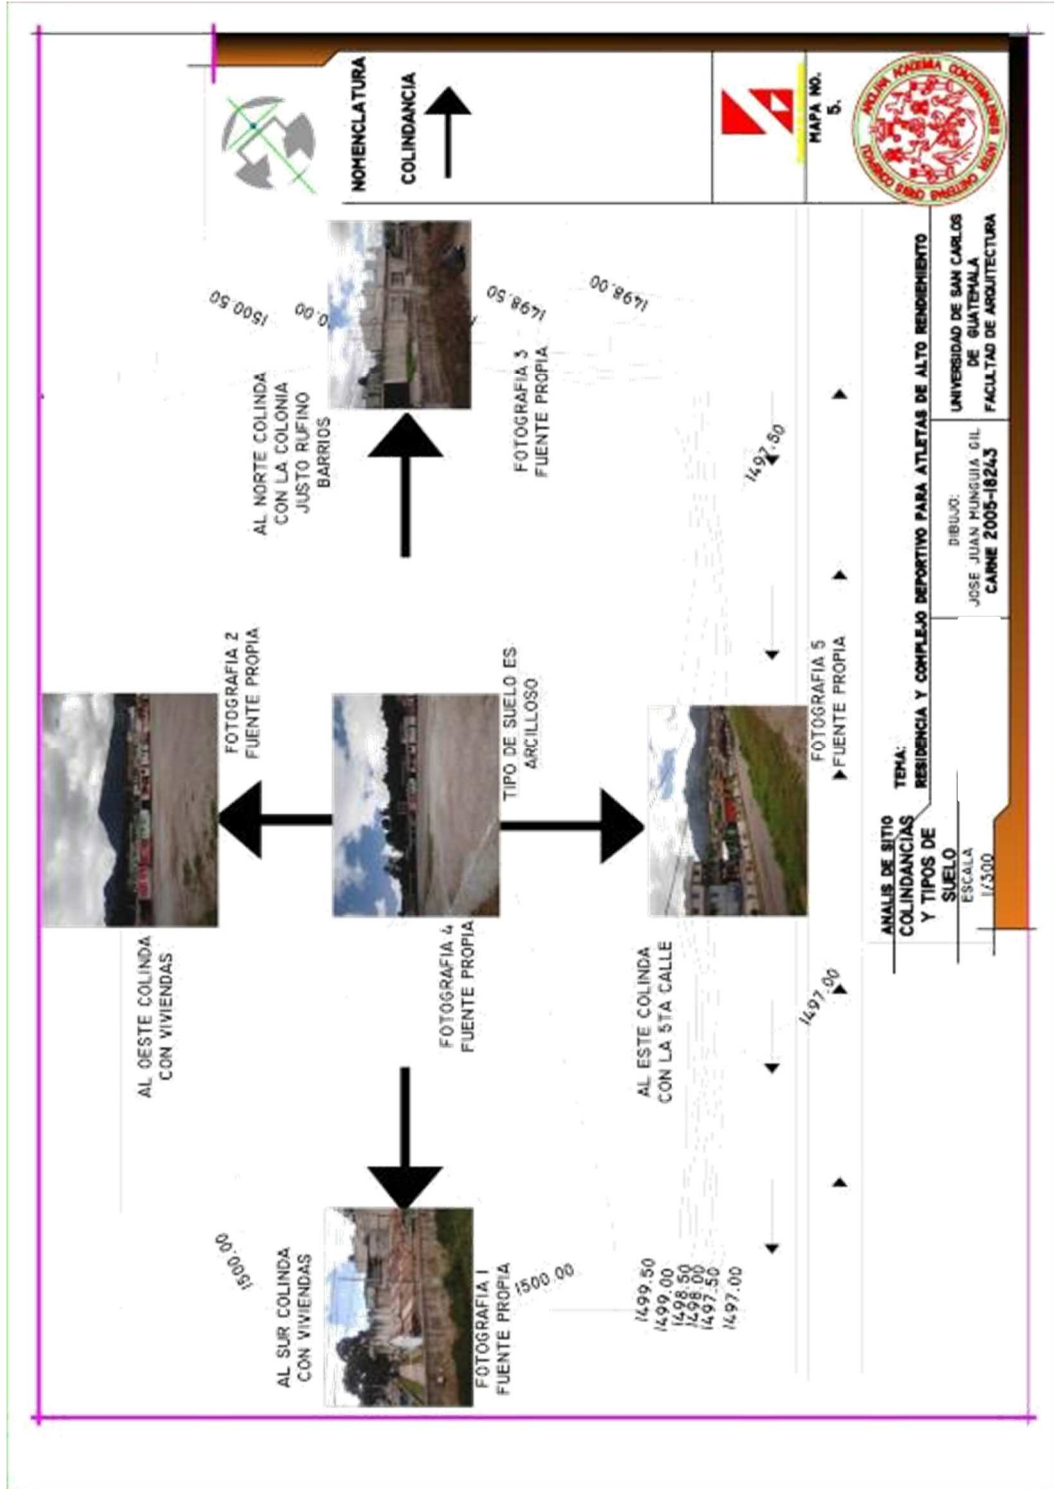 NOMENCLATURA
COLINDANCIA
MAPA NO.
5.
AL NORTE COLINDA
CON LA COLONIA
JUSTO RUFINO
BARRIOS
FOTOGRAFIA 3
FUENTE PROPIA
1500.50
00.0
1498.50
1498.00
1497.50
FOTOGRAFIA 2
FUENTE PROPIA
TIPO DE SUELO ES
ARCILLOSO
FOTOGRAFIA 5
FUENTE PROPIA
AL OESTE COLINDA
CON VIVIENDAS
FOTOGRAFIA 4
FUENTE PROPIA
AL ESTE COLINDA
CON LA 5TA CALLE
1497.00
AL SUR COLINDA
CON VIVIENDAS
FOTOGRAFIA 1
FUENTE PROPIA
1500.00
1500.00
1499.50
1499.00
1498.50
1498.00
1497.50
1497.00
ANALIS DE SITIO
COLINDANCIAS
Y TIPOS DE
SUELO
ESCALA
1/300
TEMA:
RESIDENCIA Y COMPLEJO DEPORTIVO PARA ATLETAS DE ALTO RENDIEMIENTO
DIBUJO:
JOSE JUAN MUNGUIA GIL
CARNE 2005-18243
UNIVERSIDAD DE SAN CARLOS
DE GUATEMALA
FACULTAD DE ARQUITECTURA